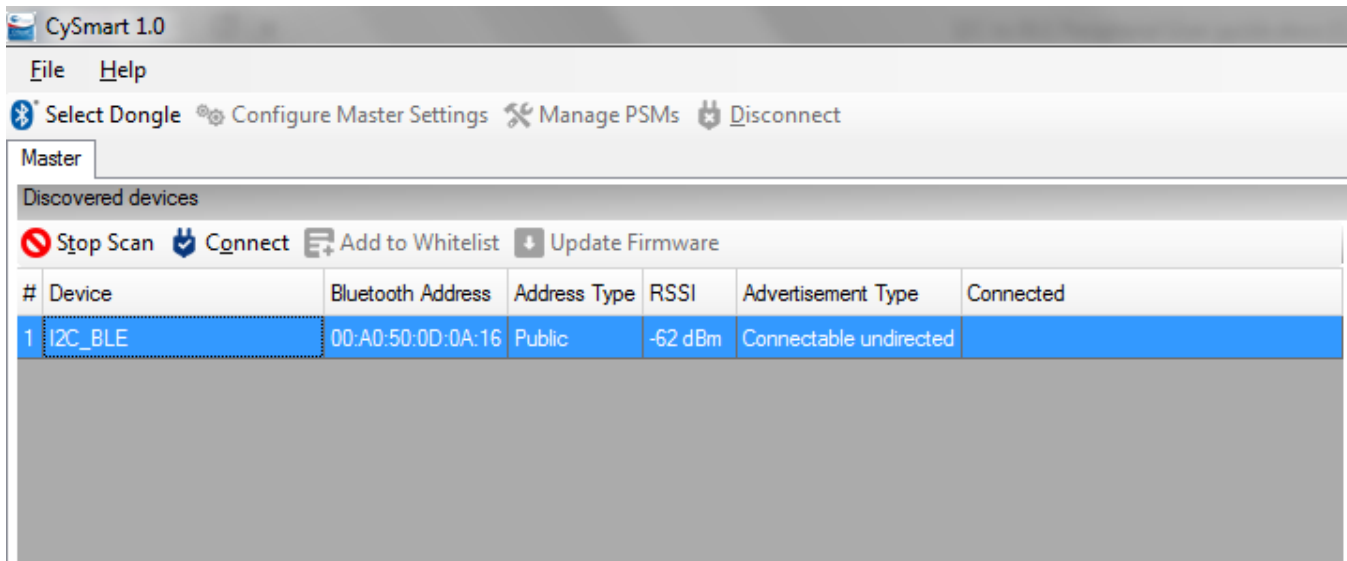 CySmart 1.0
File Help
Select Dongle Configure Master Settings Manage PSMs Disconnect
Master
Discovered devices
Stop Scan Connect Add to Whitelist Update Firmware
# Device Bluetooth Address Address Type RSSI Advertisement Type Connected
1 I2C_BLE 00:A0:50:0D:0A:16 Public -62 dBm Connectable undirected